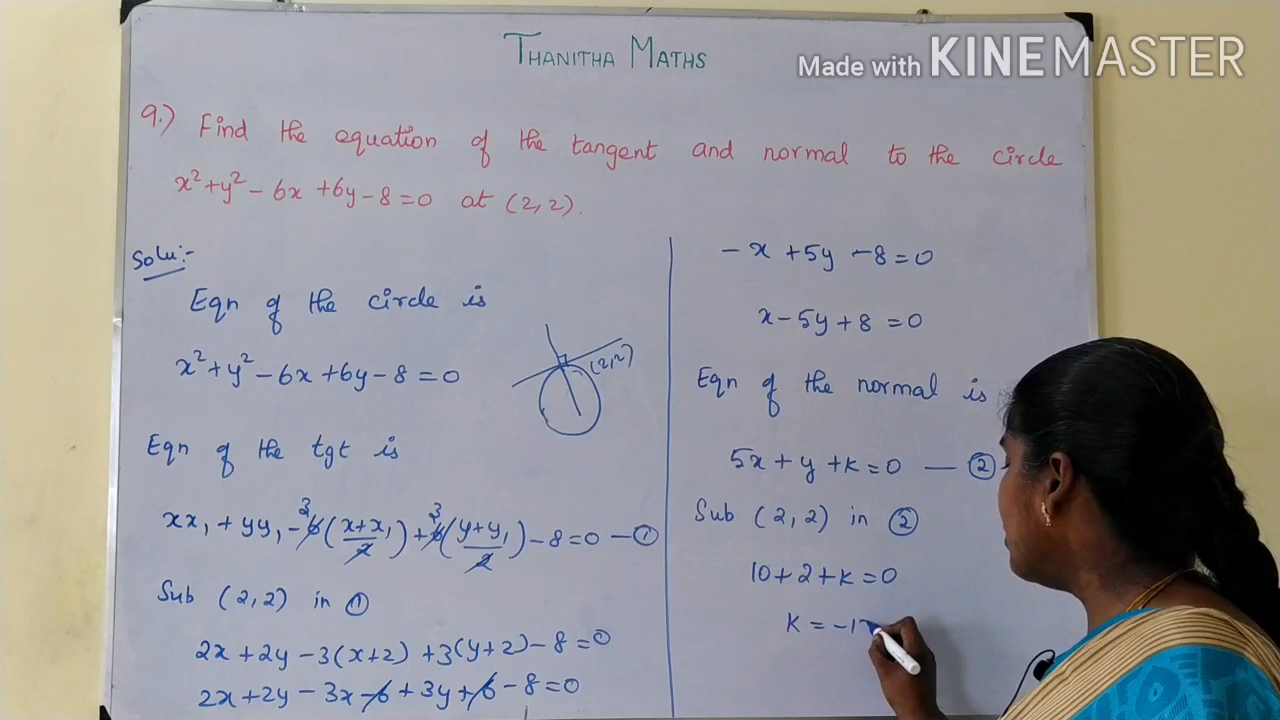 THANITHA MATHS
Made with KINEMASTER
9.) Find the equation of the tangent and normal to the circle
x²+y²-6x+6y-8=0 at (2,2).
Solu:-
Eqn of the circle is
x²+y²-6x+6y-8=0
(2,2)
Eqn of the tgt is
xx₁+yy₁-6̸³((x+x₁)/2̸)+6̸³((y+y₁)/2̸)-8=0 — ①
Sub (2,2) in ①
2x+2y-3(x+2)+3(y+2)-8=0
2x+2y-3x-6̸+3y+6̸-8=0
-x+5y-8=0
x-5y+8=0
Eqn of the normal is
5x+y+k=0 — ②
Sub (2,2) in ②
10+2+k=0
k=-1